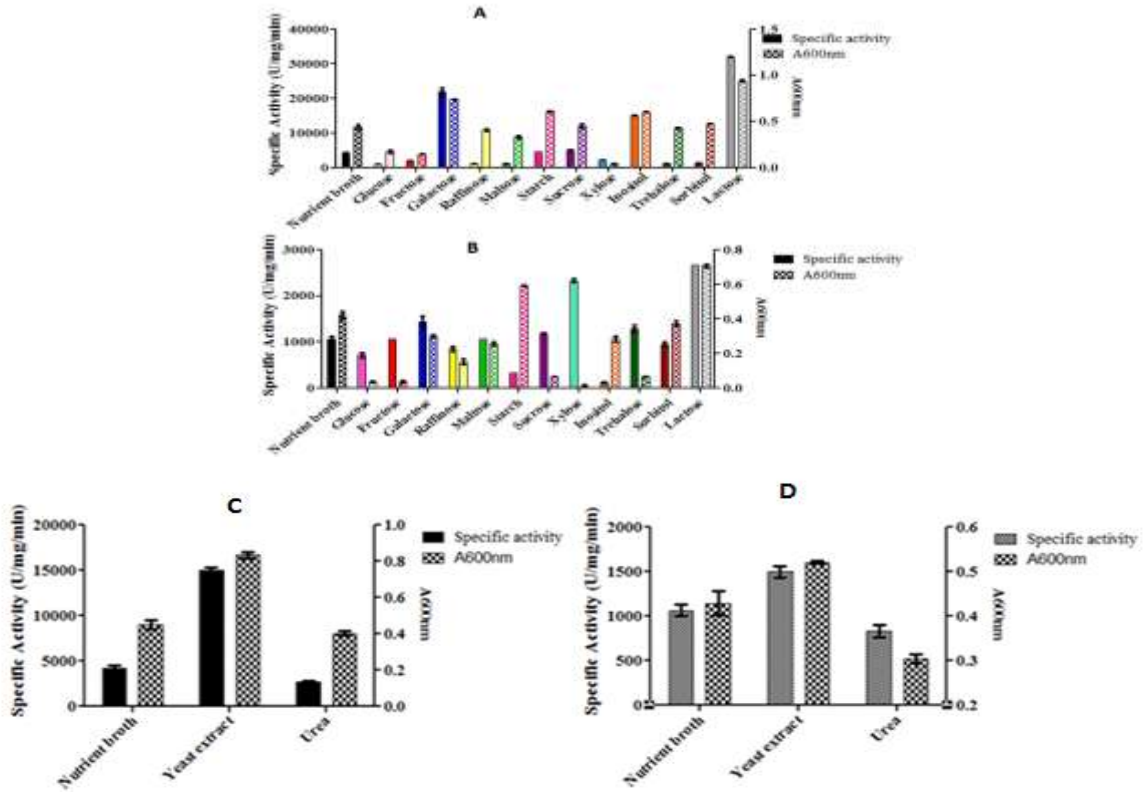 A
Specific Activity (U/mg/min)
40000
30000
20000
10000
0
1.5
1.0
0.5
0.0
A600nm
Specific activity
A600nm
Nutrient broth
Glucose
Fructose
Galactose
Raffinose
Maltose
Starch
Sucrose
Xylose
Inositol
Trehalose
Sorbitol
Lactose
B
Specific Activity (U/mg/min)
3000
2000
1000
0
0.8
0.6
0.4
0.2
0.0
A600nm
Specific activity
A600nm
Nutrient broth
Glucose
Fructose
Galactose
Raffinose
Maltose
Starch
Sucrose
Xylose
Inositol
Trehalose
Sorbitol
Lactose
C
Specific Activity (U/mg/min)
20000
15000
10000
5000
0
1.0
0.8
0.6
0.4
0.2
0.0
A600nm
Specific activity
A600nm
Nutrient broth
Yeast extract
Urea
D
Specific Activity (U/mg/min)
2000
1500
1000
500
0
0.6
0.5
0.4
0.3
0.2
A600nm
Specific activity
A600nm
Nutrient broth
Yeast extract
Urea